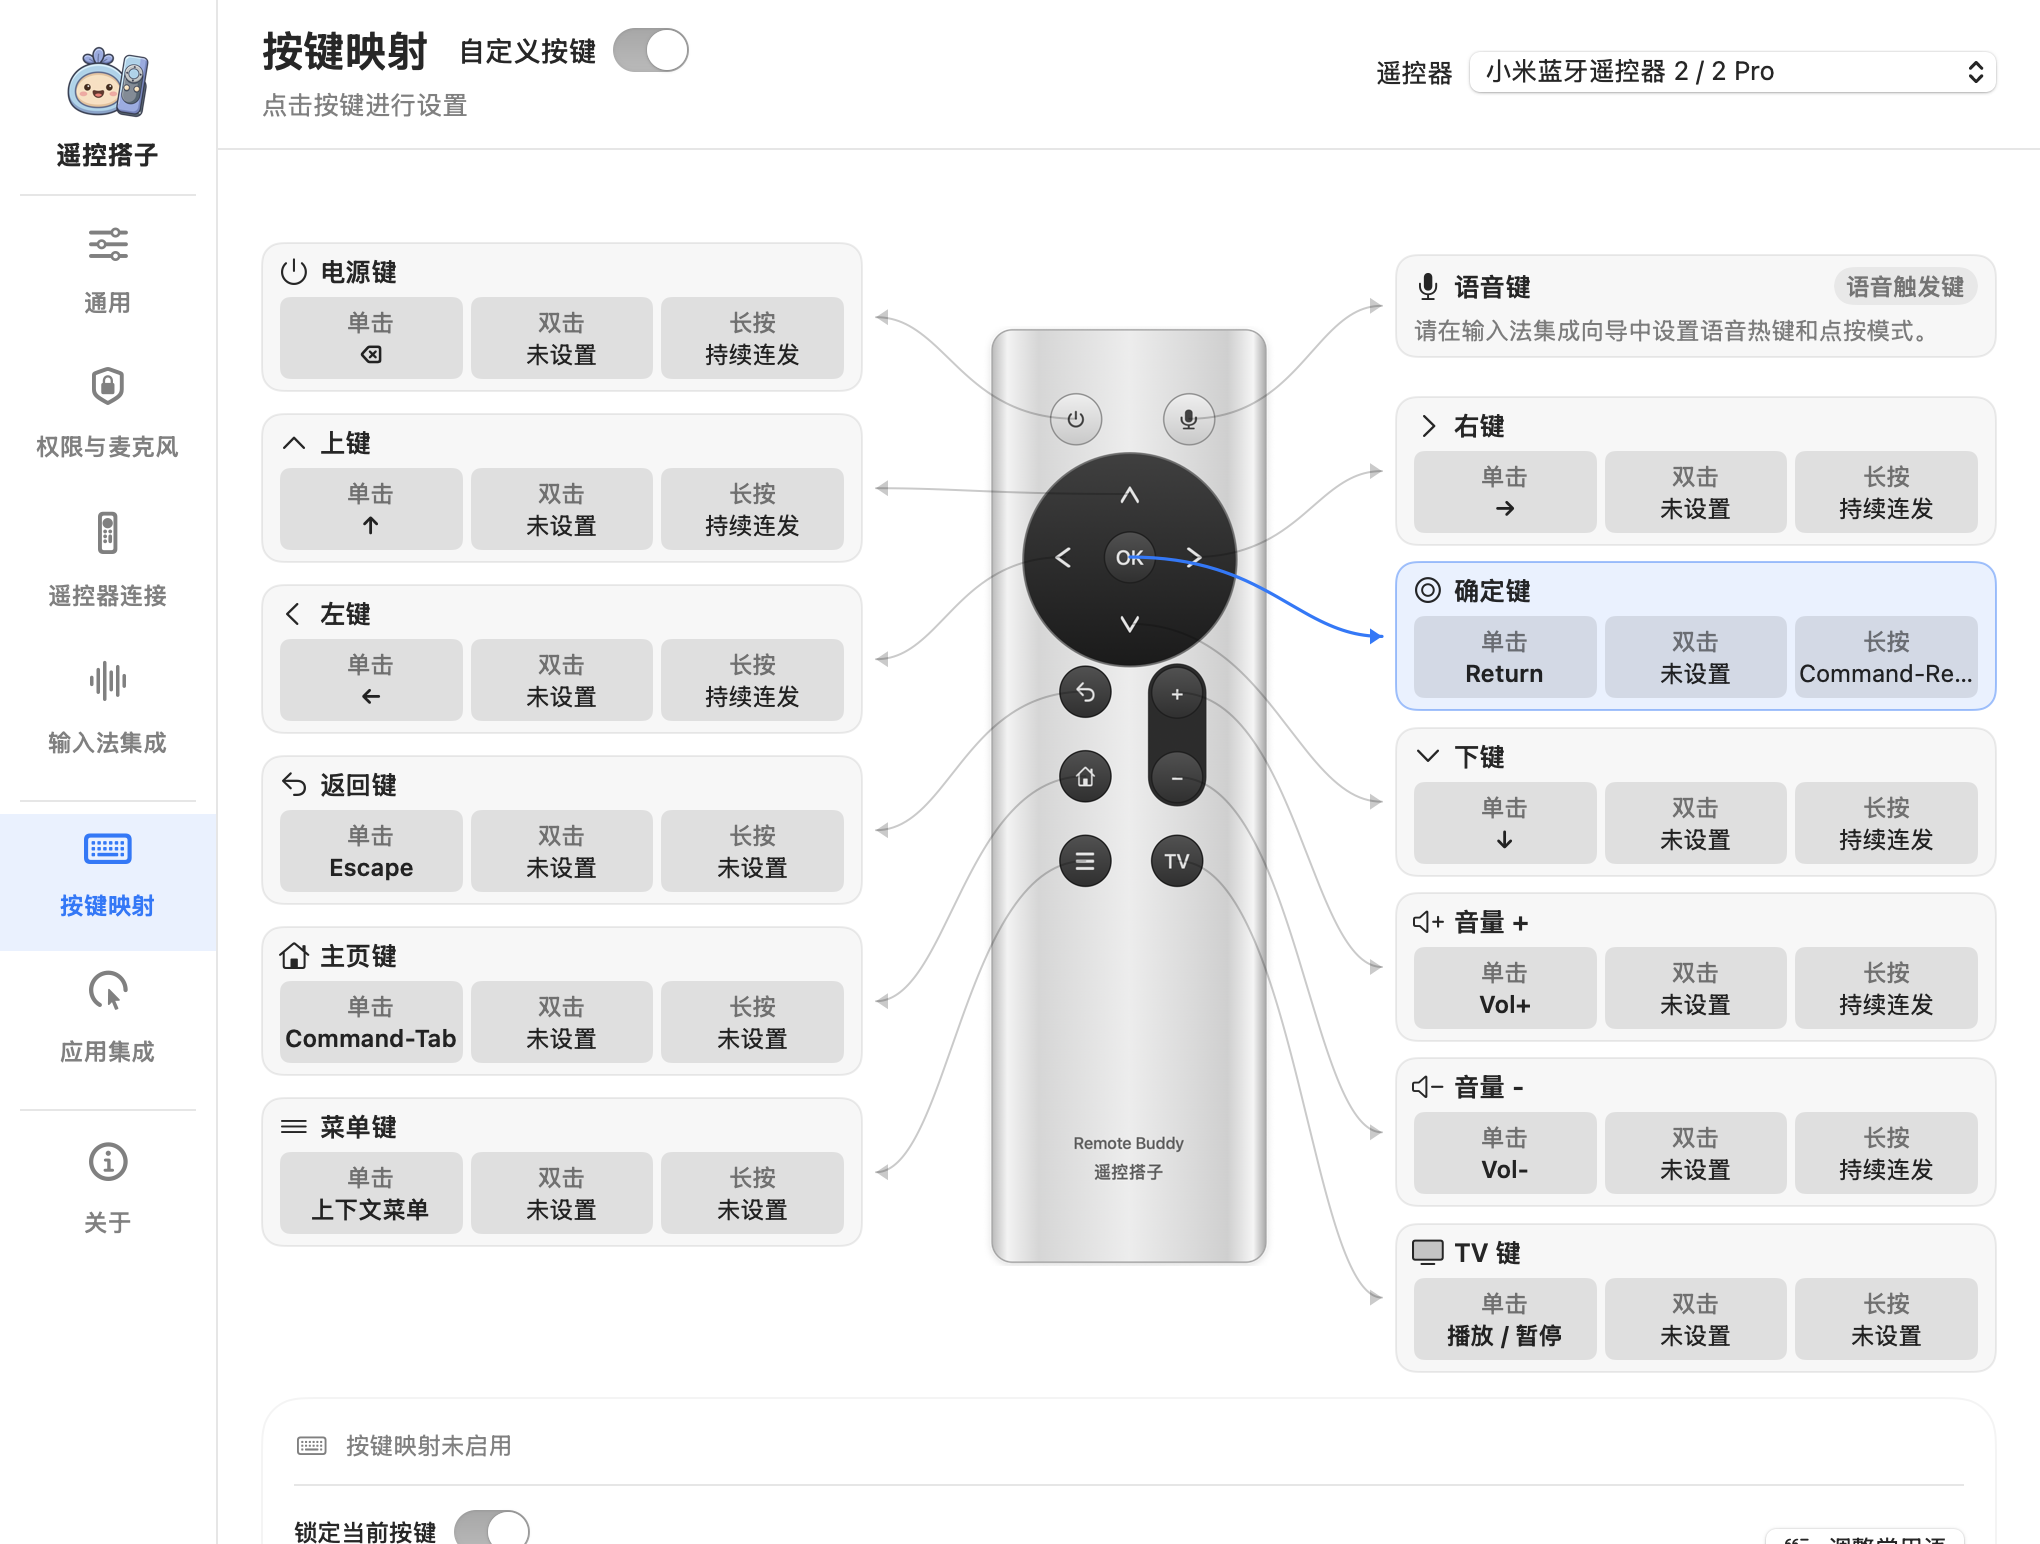 遥控搭子
通用
权限与麦克风
遥控器连接
输入法集成
按键映射
应用集成
关于
按键映射 自定义按键
点击按键进行设置
遥控器 小米蓝牙遥控器 2 / 2 Pro
电源键
单击 双击 长按
⌫ 未设置 持续连发
上键
单击 双击 长按
↑ 未设置 持续连发
左键
单击 双击 长按
← 未设置 持续连发
返回键
单击 双击 长按
Escape 未设置 未设置
主页键
单击 双击 长按
Command-Tab 未设置 未设置
菜单键
单击 双击 长按
上下文菜单 未设置 未设置
OK
+
−
TV
Remote Buddy
遥控搭子
语音键 语音触发键
请在输入法集成向导中设置语音热键和点按模式。
右键
单击 双击 长按
→ 未设置 持续连发
确定键
单击 双击 长按
Return 未设置 Command-Re...
下键
单击 双击 长按
↓ 未设置 持续连发
音量 +
单击 双击 长按
Vol+ 未设置 持续连发
音量 -
单击 双击 长按
Vol- 未设置 持续连发
TV 键
单击 双击 长按
播放 / 暂停 未设置 未设置
按键映射未启用
锁定当前按键